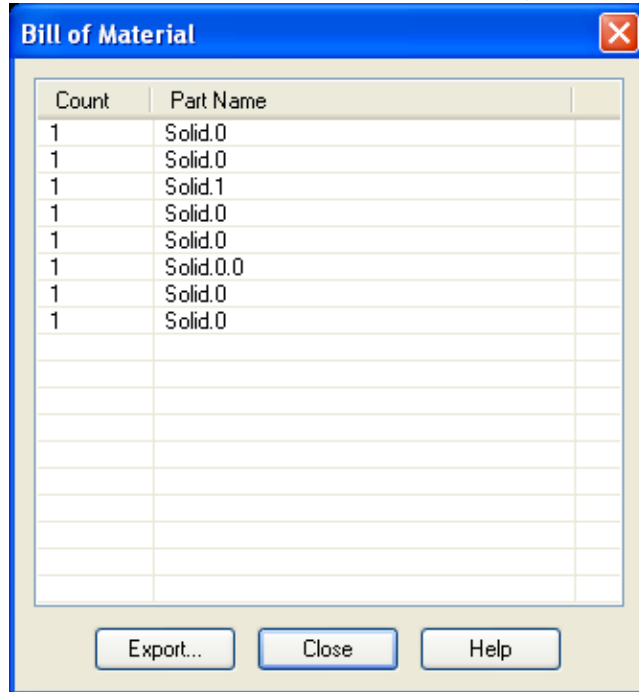 Bill of Material
Count Part Name
1 Solid.0
1 Solid.0
1 Solid.1
1 Solid.0
1 Solid.0
1 Solid.0.0
1 Solid.0
1 Solid.0
Export... Close Help